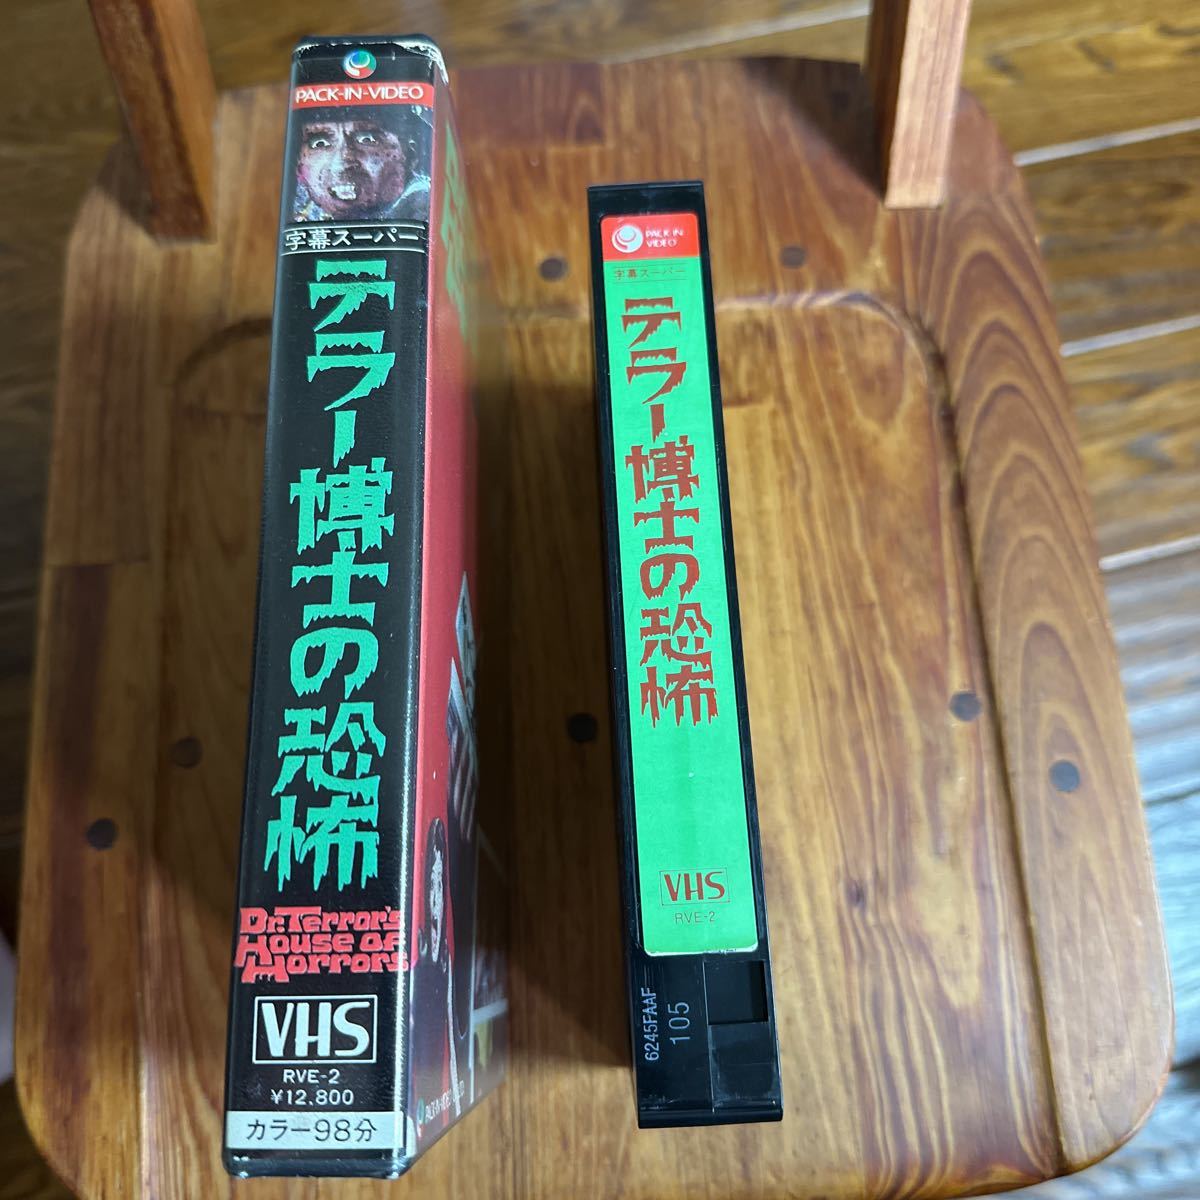 PACK-IN-VIDEO
字幕スーパー
テラー博士の恐怖
Dr. Terror's
House of
Horrors
VHS
RVE-2
¥12,800
カラー98分
PACK-IN
VIDEO
字幕スーパー
テラー博士の恐怖
VHS
RVE-2
6245FAAF
105